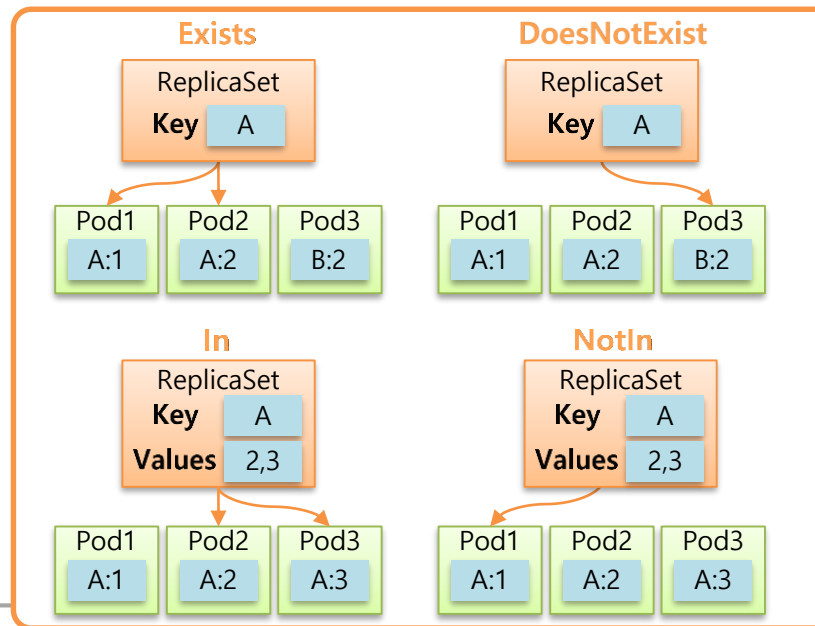 Exists
ReplicaSet
Key A
Pod1 Pod2 Pod3
A:1 A:2 B:2
DoesNotExist
ReplicaSet
Key A
Pod1 Pod2 Pod3
A:1 A:2 B:2
In
ReplicaSet
Key A
Values 2,3
Pod1 Pod2 Pod3
A:1 A:2 A:3
NotIn
ReplicaSet
Key A
Values 2,3
Pod1 Pod2 Pod3
A:1 A:2 A:3